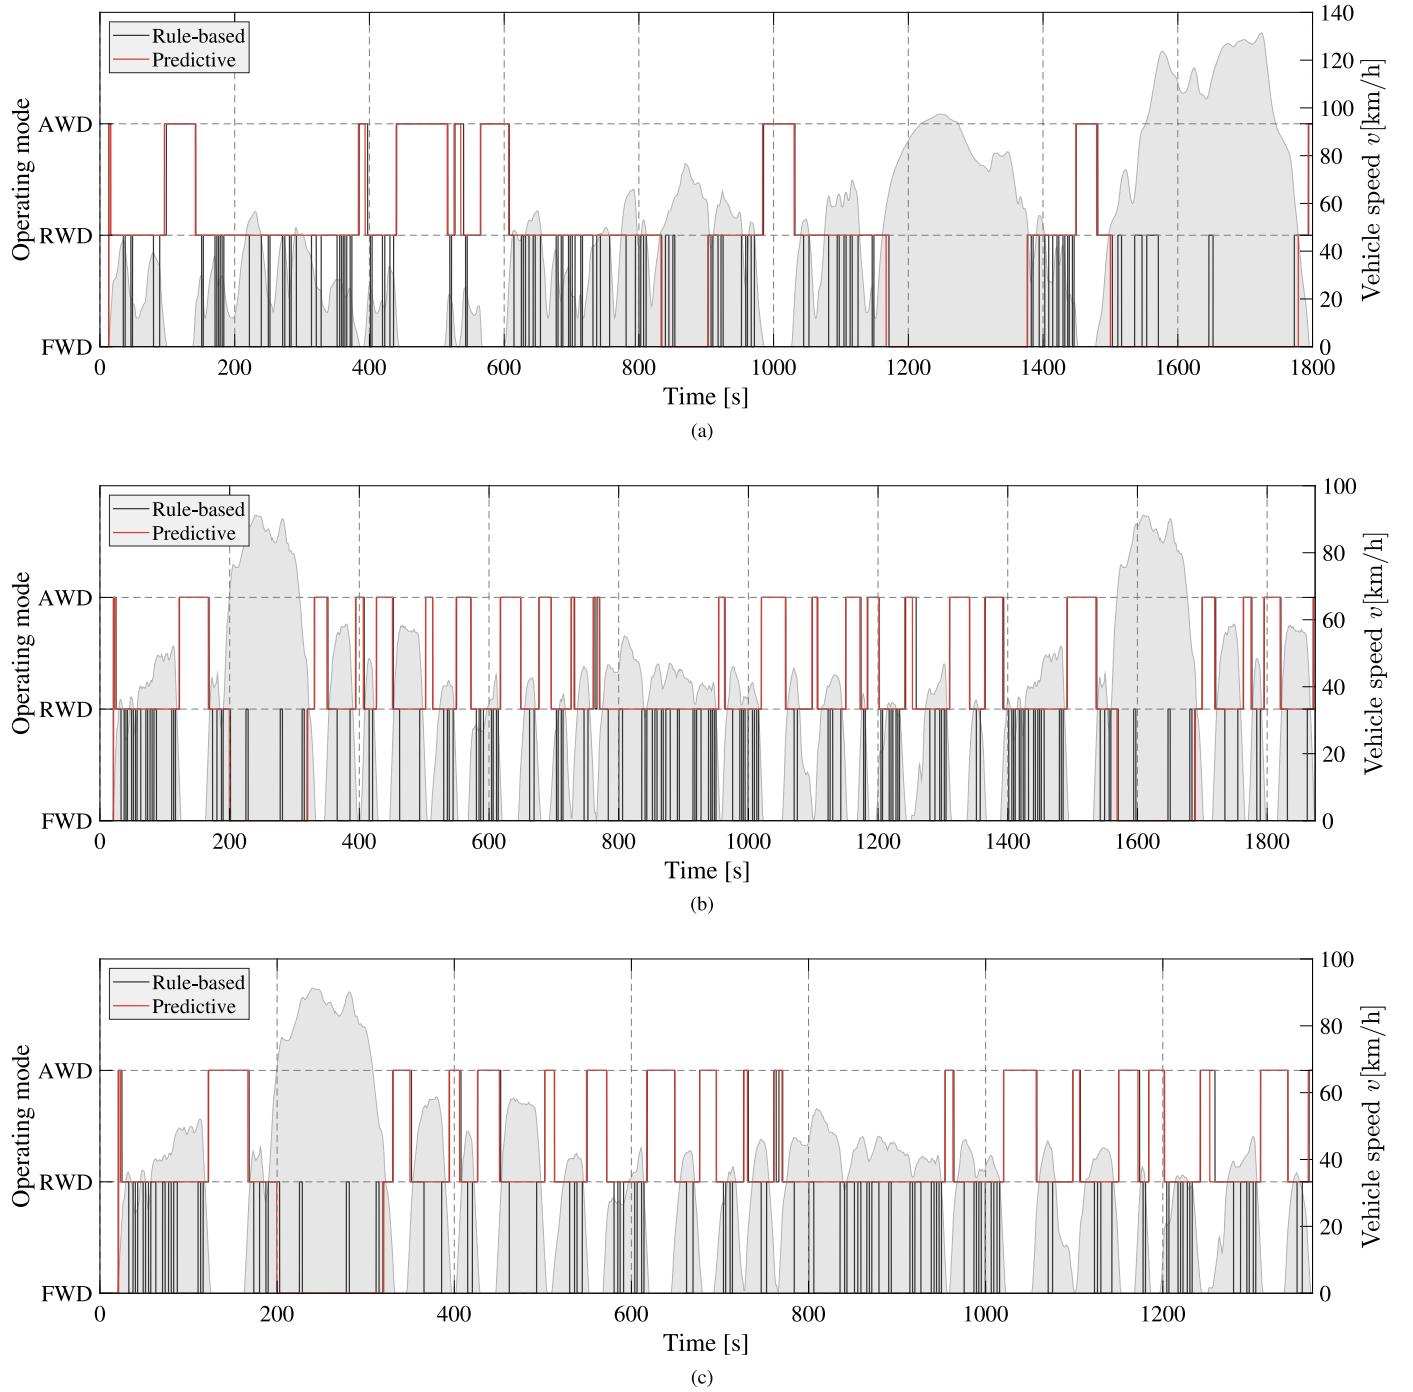 Rule-based
Predictive
Operating mode
AWD
RWD
FWD
0 200 400 600 800 1000 1200 1400 1600 1800
Time [s]
140
120
100
80
60
40
20
0
Vehicle speed v[km/h]
(a)
Rule-based
Predictive
Operating mode
AWD
RWD
FWD
0 200 400 600 800 1000 1200 1400 1600 1800
Time [s]
100
80
60
40
20
0
Vehicle speed v[km/h]
(b)
Rule-based
Predictive
Operating mode
AWD
RWD
FWD
0 200 400 600 800 1000 1200
Time [s]
100
80
60
40
20
0
Vehicle speed v[km/h]
(c)